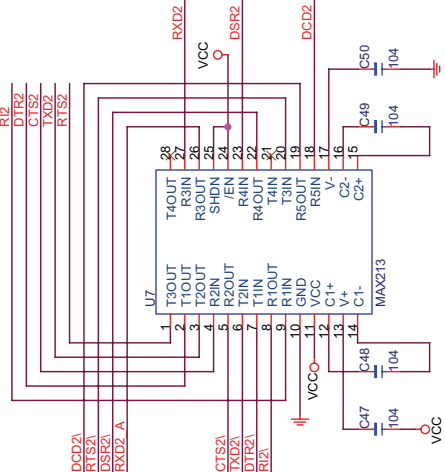 RXD2
DSR2
DCD2
RI2
DTR2
CTS2
TXD2
RTS2
VCC
C50
104
C49
104
28
27
26
25
24
23
22
21
20
19
18
17
16
15
T4OUT
R3IN
R3OUT
SHDN
/EN
R4IN
R4OUT
T4IN
T3IN
R5OUT
R5IN
V-
C2-
C2+
U7
MAX213
T3OUT
T1OUT
T2OUT
R2IN
R2OUT
T2IN
T1IN
R1OUT
R1IN
GND
VCC
C1+
V+
C1-
1
2
3
4
5
6
7
8
9
10
11
12
13
14
VCC
C48
104
C47
104
VCC
DCD2\
RTS2\
DSR2\
RXD2_A
CTS2\
TXD2\
DTR2\
RI2\